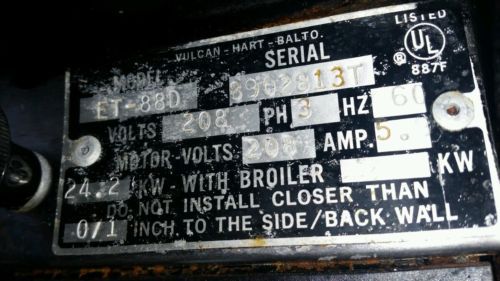 VULCAN-HART-BALTO.
LISTED
UL
®
887F
MODEL SERIAL
ET-88D 3902813T
VOLTS 208 PH 3 HZ 60
MOTOR-VOLTS 208 AMP 5.
24.2 KW-WITH BROILER KW
DO NOT INSTALL CLOSER THAN
0/1 INCH TO THE SIDE/BACK WALL